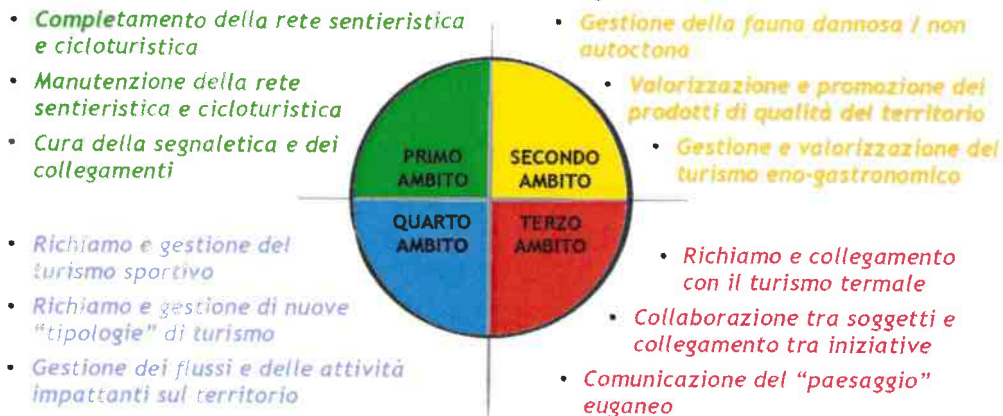 • Completamento della rete sentieristica
e cicloturistica
• Manutenzione della rete
sentieristica e cicloturistica
• Cura della segnaletica e dei
collegamenti
• Gestione della fauna dannosa / non
autoctona
• Valorizzazione e promozione dei
prodotti di qualità del territorio
• Gestione e valorizzazione del
turismo eno-gastronomico
PRIMO
AMBITO
SECONDO
AMBITO
QUARTO
AMBITO
TERZO
AMBITO
• Richiamo e gestione del
turismo sportivo
• Richiamo e gestione di nuove
“tipologie” di turismo
• Gestione dei flussi e delle attività
impattanti sul territorio
• Richiamo e collegamento
con il turismo termale
• Collaborazione tra soggetti e
collegamento tra iniziative
• Comunicazione del “paesaggio”
euganeo